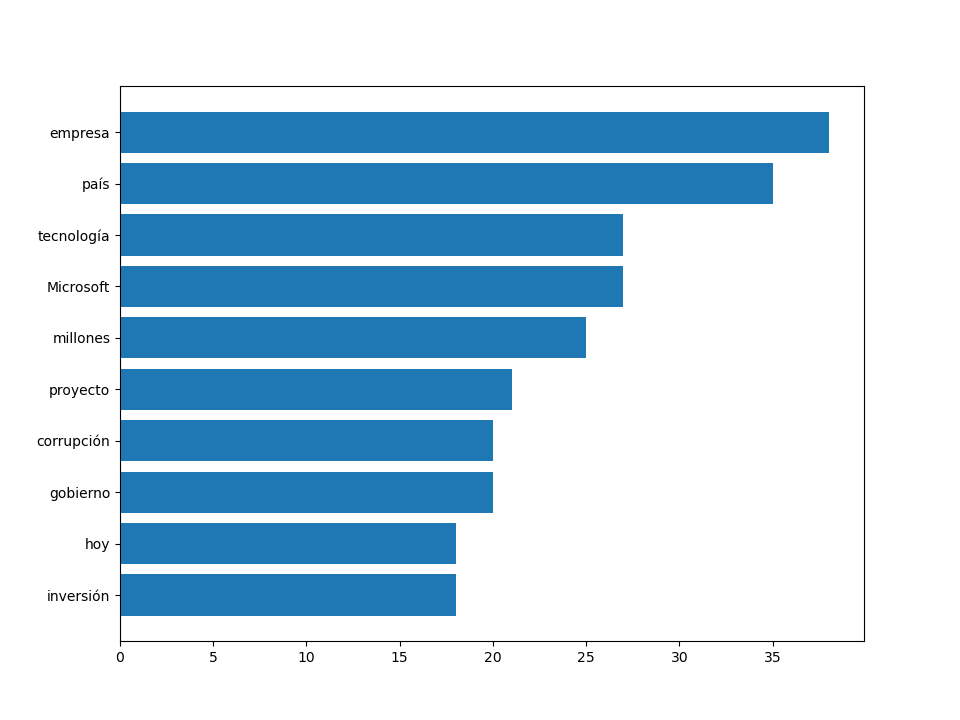 empresa
país
tecnología
Microsoft
millones
proyecto
corrupción
gobierno
hoy
inversión
0 5 10 15 20 25 30 35